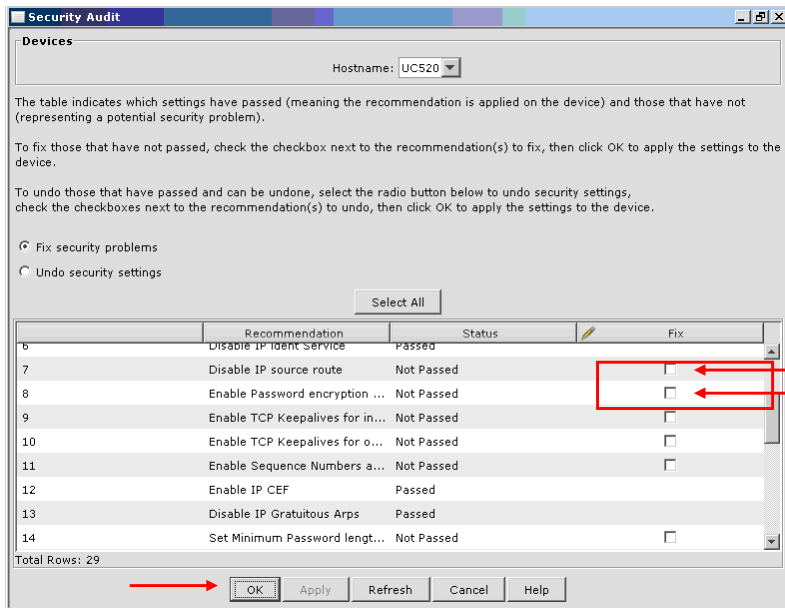 Security Audit
Devices
Hostname: UC520
The table indicates which settings have passed (meaning the recommendation is applied on the device) and those that have not
(representing a potential security problem).
To fix those that have not passed, check the checkbox next to the recommendation(s) to fix, then click OK to apply the settings to the
device.
To undo those that have passed and can be undone, select the radio button below to undo security settings,
check the checkboxes next to the recommendation(s) to undo, then click OK to apply the settings to the device.
Fix security problems
Undo security settings
Select All
Recommendation Status Fix
6 Disable IP Ident Service Passed
7 Disable IP source route Not Passed
8 Enable Password encryption ... Not Passed
9 Enable TCP Keepalives for in... Not Passed
10 Enable TCP Keepalives for o... Not Passed
11 Enable Sequence Numbers a... Not Passed
12 Enable IP CEF Passed
13 Disable IP Gratuitous Arps Passed
14 Set Minimum Password lengt... Not Passed
Total Rows: 29
OK Apply Refresh Cancel Help